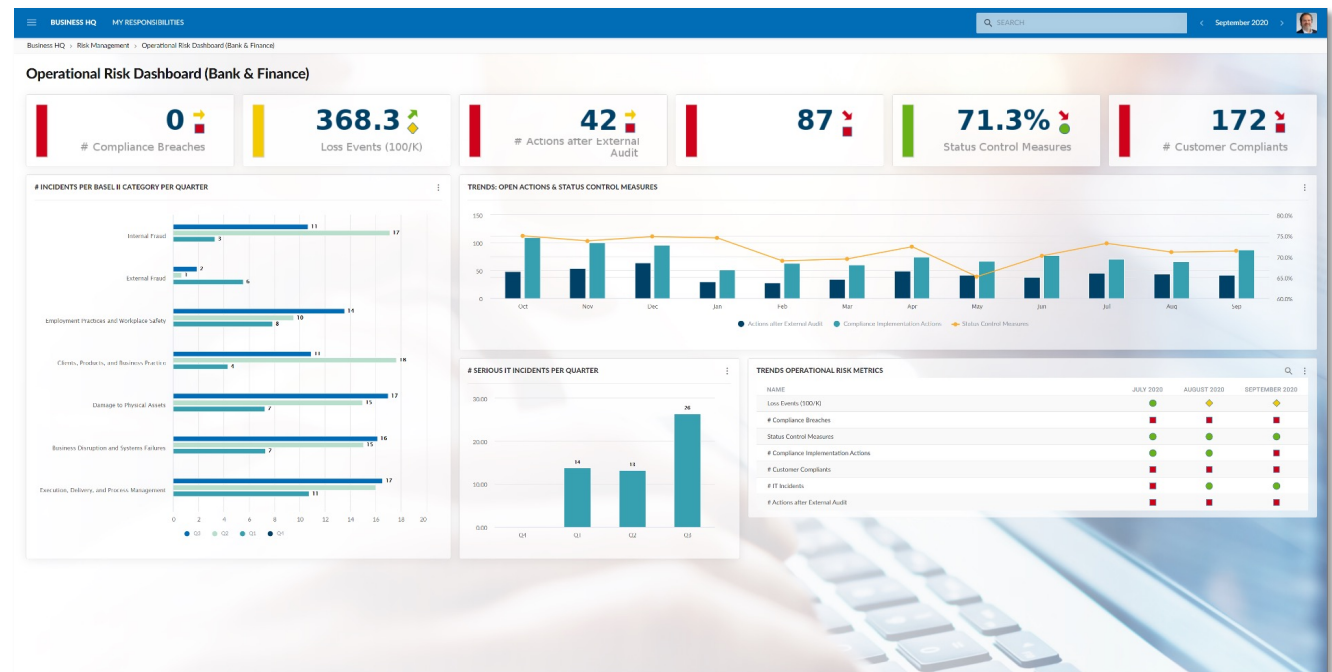 BUSINESS HQ MY RESPONSIBILITIES SEARCH September 2020
Business HQ > Risk Management > Operational Risk Dashboard (Bank & Finance)
Operational Risk Dashboard (Bank & Finance)
0
# Compliance Breaches
368.3
Loss Events (100/K)
42
# Actions after External
Audit
87
71.3%
Status Control Measures
172
# Customer Compliants
# INCIDENTS PER BASEL II CATEGORY PER QUARTER
Internal Fraud
11
17
3
External Fraud
2
1
6
Employment Practices and Workplace Safety
14
10
8
Clients, Products, and Business Practice
11
18
4
Damage to Physical Assets
17
15
7
Business Disruption and Systems Failures
16
15
7
Execution, Delivery, and Process Management
17
11
0 2 4 6 8 10 12 14 16 18 20
Q3 Q2 Q1 Q4
TRENDS: OPEN ACTIONS & STATUS CONTROL MEASURES
150 80.0%
75.0%
100
70.0%
50
65.0%
0 60.0%
Oct Nov Dec Jan Feb Mar Apr May Jun Jul Aug Sep
Actions after External Audit Compliance Implementation Actions Status Control Measures
# SERIOUS IT INCIDENTS PER QUARTER
30.00
20.00
10.00
0.00
14
13
26
Q4 Q1 Q2 Q3
TRENDS OPERATIONAL RISK METRICS
NAME JULY 2020 AUGUST 2020 SEPTEMBER 2020
Loss Events (100/K)
# Compliance Breaches
Status Control Measures
# Compliance Implementation Actions
# Customer Compliants
# IT Incidents
# Actions after External Audit